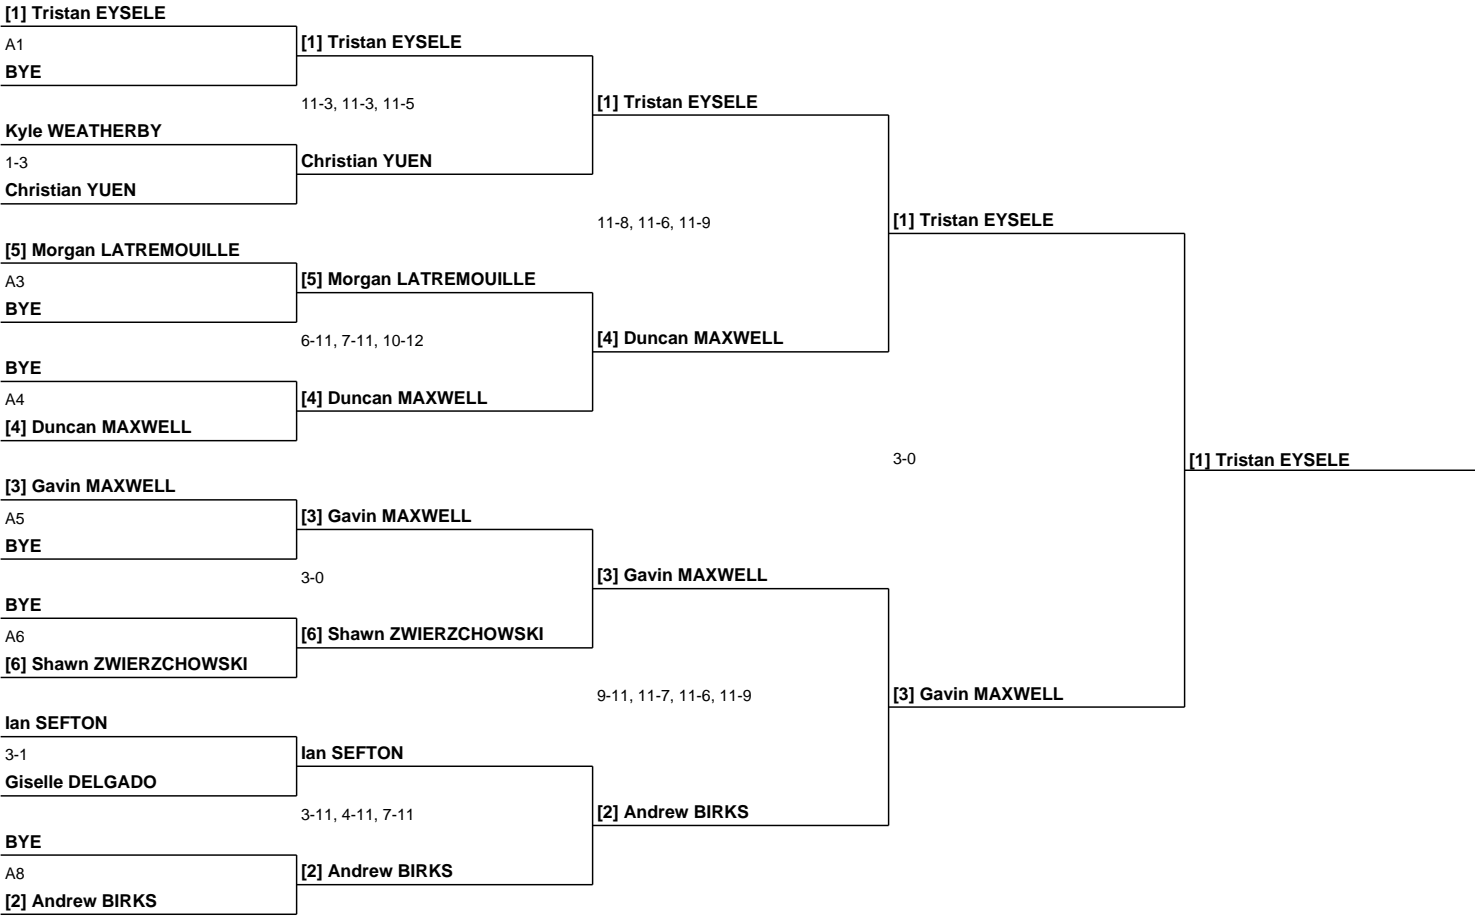 [1] Tristan EYSELE
A1
BYE
Kyle WEATHERBY
1-3
Christian YUEN
[5] Morgan LATREMOUILLE
A3
BYE
BYE
A4
[4] Duncan MAXWELL
[3] Gavin MAXWELL
A5
BYE
BYE
A6
[6] Shawn ZWIERZCHOWSKI
Ian SEFTON
3-1
Giselle DELGADO
BYE
A8
[2] Andrew BIRKS
[1] Tristan EYSELE
11-3, 11-3, 11-5
Christian YUEN
[5] Morgan LATREMOUILLE
6-11, 7-11, 10-12
[4] Duncan MAXWELL
[3] Gavin MAXWELL
3-0
[6] Shawn ZWIERZCHOWSKI
Ian SEFTON
3-11, 4-11, 7-11
[2] Andrew BIRKS
[1] Tristan EYSELE
11-8, 11-6, 11-9
[4] Duncan MAXWELL
[3] Gavin MAXWELL
9-11, 11-7, 11-6, 11-9
[2] Andrew BIRKS
[1] Tristan EYSELE
3-0
[3] Gavin MAXWELL
[1] Tristan EYSELE